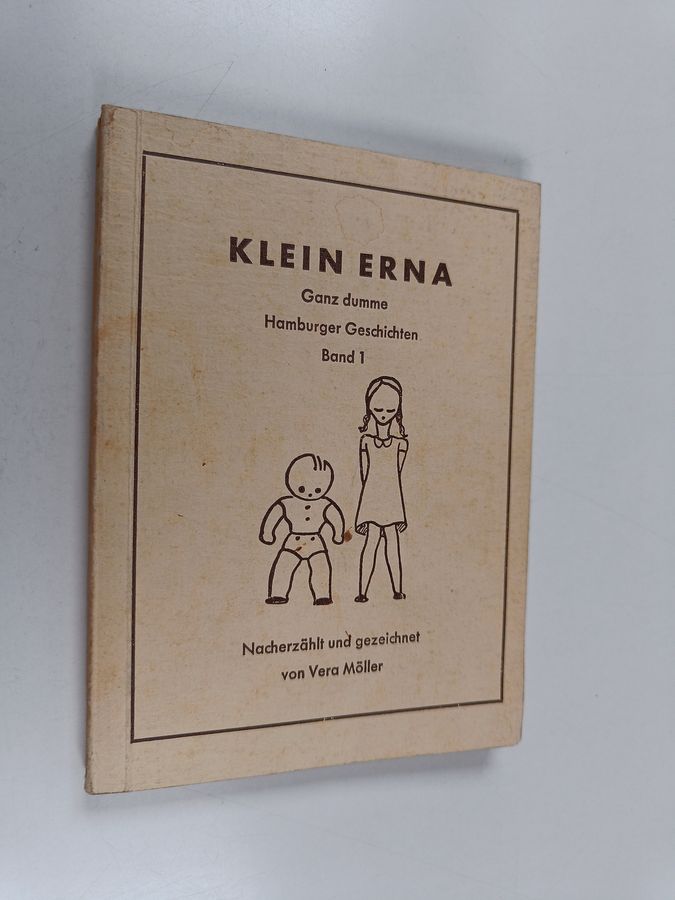 KLEIN ERNA
Ganz dumme
Hamburger Geschichten
Band 1
Nacherzählt und gezeichnet
von Vera Möller